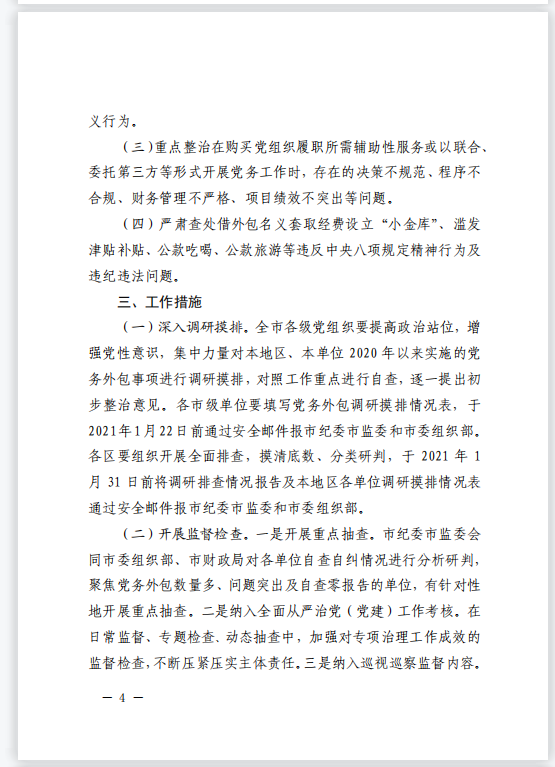 义行为。
（三）重点整治在购买党组织履职所需辅助性服务或以联合、
委托第三方等形式开展党务工作时，存在的决策不规范、程序不
合规、财务管理不严格、项目绩效不突出等问题。
（四）严肃查处借外包名义套取经费设立“小金库”、滥发
津贴补贴、公款吃喝、公款旅游等违反中央八项规定精神行为及
违纪违法问题。
三、工作措施
（一）深入调研摸排。全市各级党组织要提高政治站位，增
强党性意识，集中力量对本地区、本单位 2020 年以来实施的党
务外包事项进行调研摸排，对照工作重点进行自查，逐一提出初
步整治意见。各市级单位要填写党务外包调研摸排情况表，于
2021年1月22日前通过安全邮件报市纪委市监委和市委组织部。
各区要组织开展全面排查，摸清底数、分类研判，于 2021 年 1
月 31 日前将调研排查情况报告及本地区各单位调研摸排情况表
通过安全邮件报市纪委市监委和市委组织部。
（二）开展监督检查。一是开展重点抽查。市纪委市监委会
同市委组织部、市财政局对各单位自查自纠情况进行分析研判，
聚焦党务外包数量多、问题突出及自查零报告的单位，有针对性
地开展重点抽查。二是纳入全面从严治党（党建）工作考核。在
日常监督、专题检查、动态抽查中，加强对专项治理工作成效的
监督检查，不断压紧压实主体责任。三是纳入巡视巡察监督内容。
— 4 —